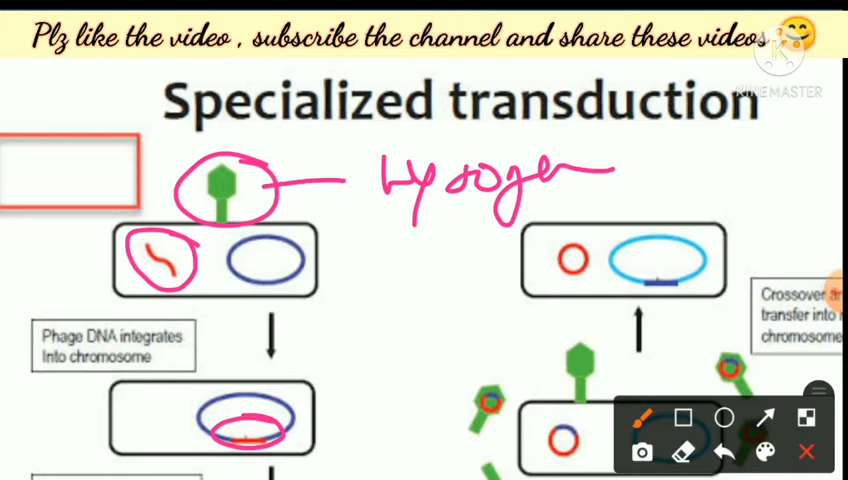 Plz like the video , subscribe the channel and share these videos
KINEMASTER
Specialized transduction
Lysogen
Phage DNA integrates
Into chromosome
Crossover
transfer into
chromosome